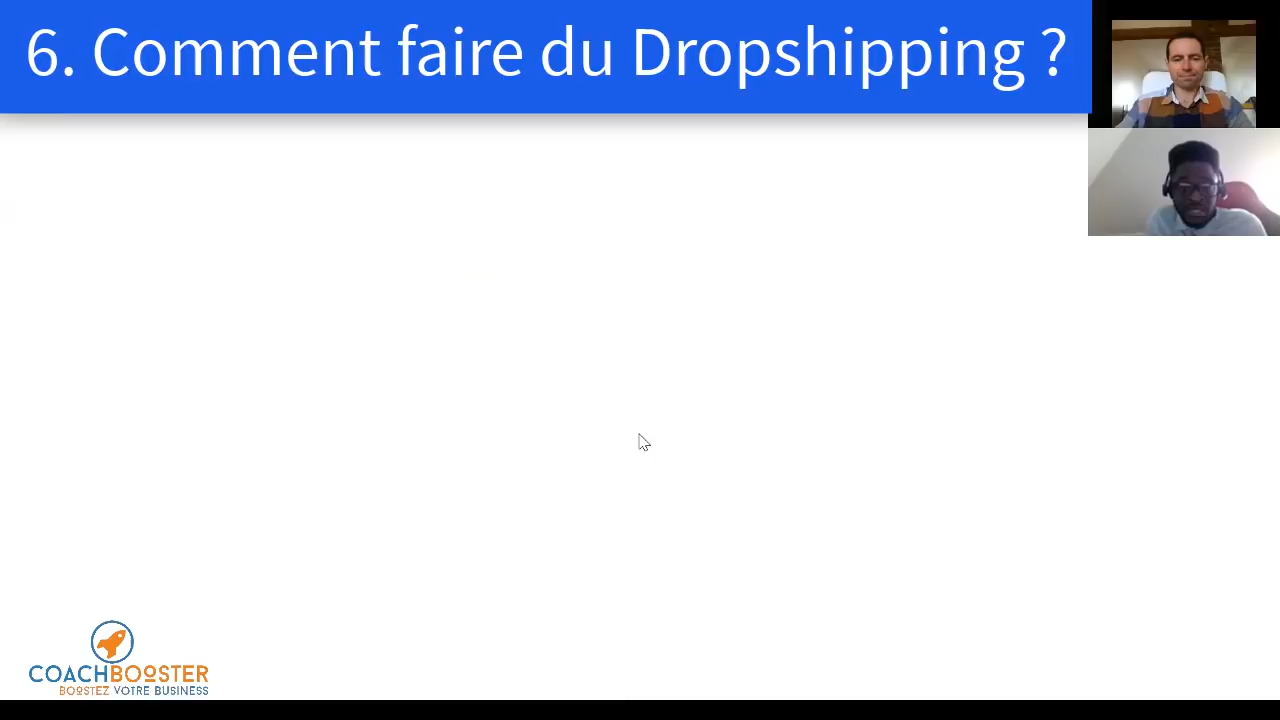 6. Comment faire du Dropshipping ?
COACHBOOSTER
BOOSTEZ VOTRE BUSINESS